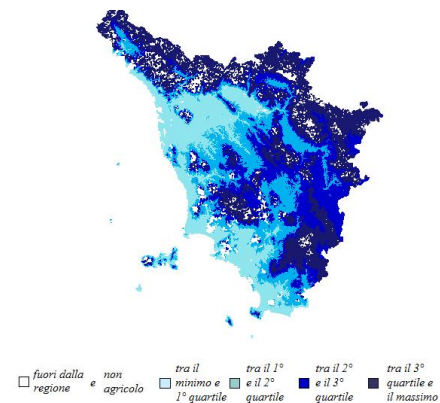 fuori dalla regione e non agricolo
tra il minimo e 1° quartile
tra il 1° e il 2° quartile
tra il 2° e il 3° quartile
tra il 3° quartile e il massimo